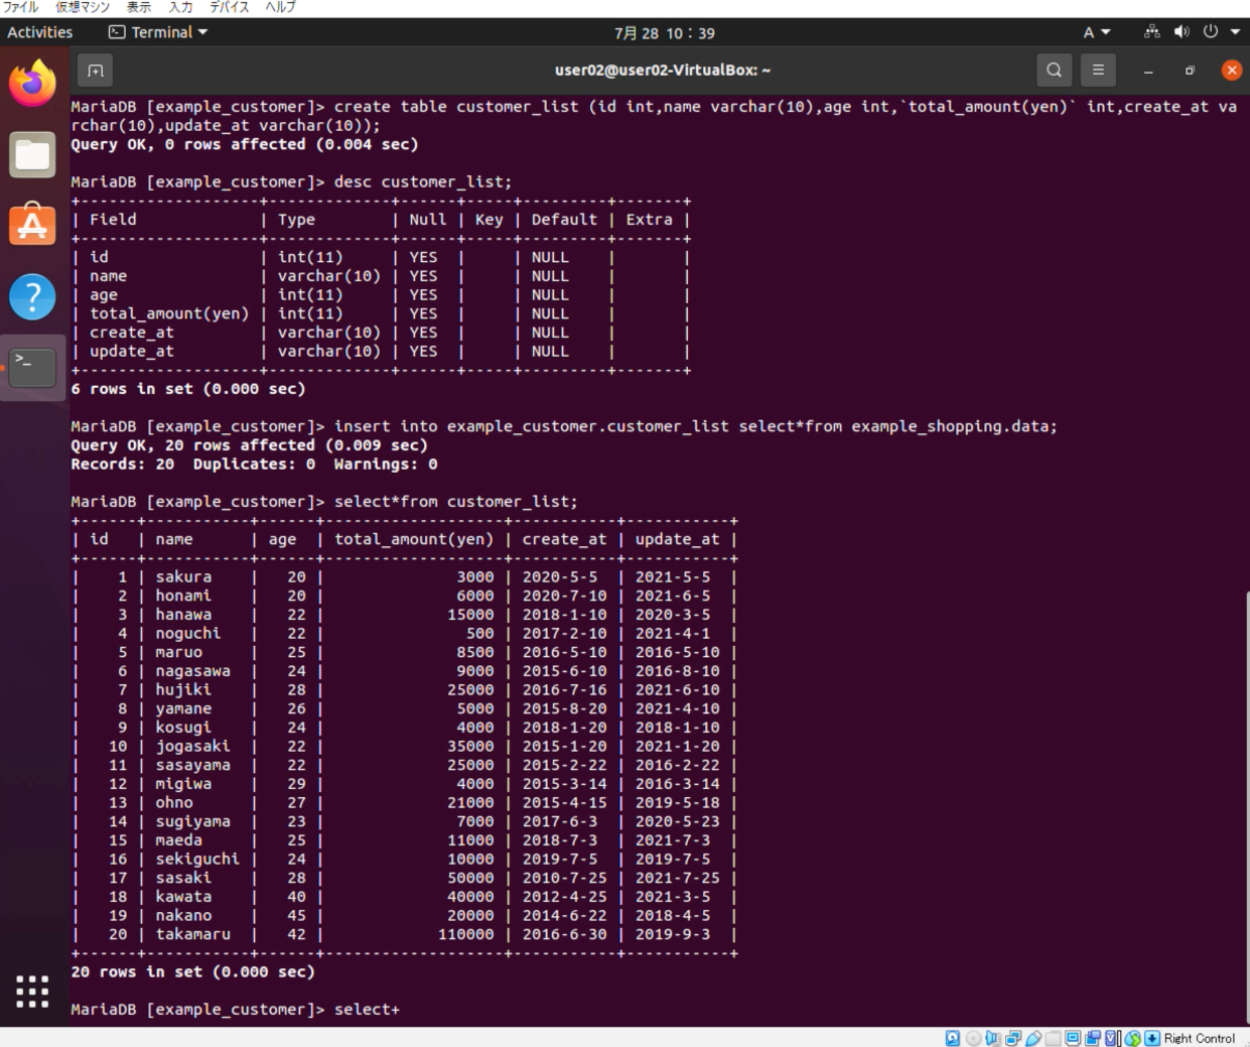 ファイル 仮想マシン 表示 入力 デバイス ヘルプ
Activities Terminal 7月 28 10：39 A
user02@user02-VirtualBox: ~
MariaDB [example_customer]> create table customer_list (id int,name varchar(10),age int,`total_amount(yen)` int,create_at va
rchar(10),update_at varchar(10));
Query OK, 0 rows affected (0.004 sec)
MariaDB [example_customer]> desc customer_list;
+-------------------+-------------+------+-----+---------+-------+
| Field             | Type        | Null | Key | Default | Extra |
+-------------------+-------------+------+-----+---------+-------+
| id                | int(11)     | YES  |     | NULL    |       |
| name              | varchar(10) | YES  |     | NULL    |       |
| age               | int(11)     | YES  |     | NULL    |       |
| total_amount(yen) | int(11)     | YES  |     | NULL    |       |
| create_at         | varchar(10) | YES  |     | NULL    |       |
| update_at         | varchar(10) | YES  |     | NULL    |       |
+-------------------+-------------+------+-----+---------+-------+
6 rows in set (0.000 sec)
MariaDB [example_customer]> insert into example_customer.customer_list select*from example_shopping.data;
Query OK, 20 rows affected (0.009 sec)
Records: 20  Duplicates: 0  Warnings: 0
MariaDB [example_customer]> select*from customer_list;
+------+-----------+------+-------------------+-----------+-----------+
| id   | name      | age  | total_amount(yen) | create_at | update_at |
+------+-----------+------+-------------------+-----------+-----------+
|    1 | sakura    |   20 |              3000 | 2020-5-5  | 2021-5-5  |
|    2 | honami    |   20 |              6000 | 2020-7-10 | 2021-6-5  |
|    3 | hanawa    |   22 |             15000 | 2018-1-10 | 2020-3-5  |
|    4 | noguchi   |   22 |               500 | 2017-2-10 | 2021-4-1  |
|    5 | maruo     |   25 |              8500 | 2016-5-10 | 2016-5-10 |
|    6 | nagasawa  |   24 |              9000 | 2015-6-10 | 2016-8-10 |
|    7 | hujiki    |   28 |             25000 | 2016-7-16 | 2021-6-10 |
|    8 | yamane    |   26 |              5000 | 2015-8-20 | 2021-4-10 |
|    9 | kosugi    |   24 |              4000 | 2018-1-20 | 2018-1-10 |
|   10 | jogasaki  |   22 |             35000 | 2015-1-20 | 2021-1-20 |
|   11 | sasayama  |   22 |             25000 | 2015-2-22 | 2016-2-22 |
|   12 | migiwa    |   29 |              4000 | 2015-3-14 | 2016-3-14 |
|   13 | ohno      |   27 |             21000 | 2015-4-15 | 2019-5-18 |
|   14 | sugiyama  |   23 |              7000 | 2017-6-3  | 2020-5-23 |
|   15 | maeda     |   25 |             11000 | 2018-7-3  | 2021-7-3  |
|   16 | sekiguchi |   24 |             10000 | 2019-7-5  | 2019-7-5  |
|   17 | sasaki    |   28 |             50000 | 2010-7-25 | 2021-7-25 |
|   18 | kawata    |   40 |             40000 | 2012-4-25 | 2021-3-5  |
|   19 | nakano    |   45 |             20000 | 2014-6-22 | 2018-4-5  |
|   20 | takamaru  |   42 |            110000 | 2016-6-30 | 2019-9-3  |
+------+-----------+------+-------------------+-----------+-----------+
20 rows in set (0.000 sec)
MariaDB [example_customer]> select+
Right Control